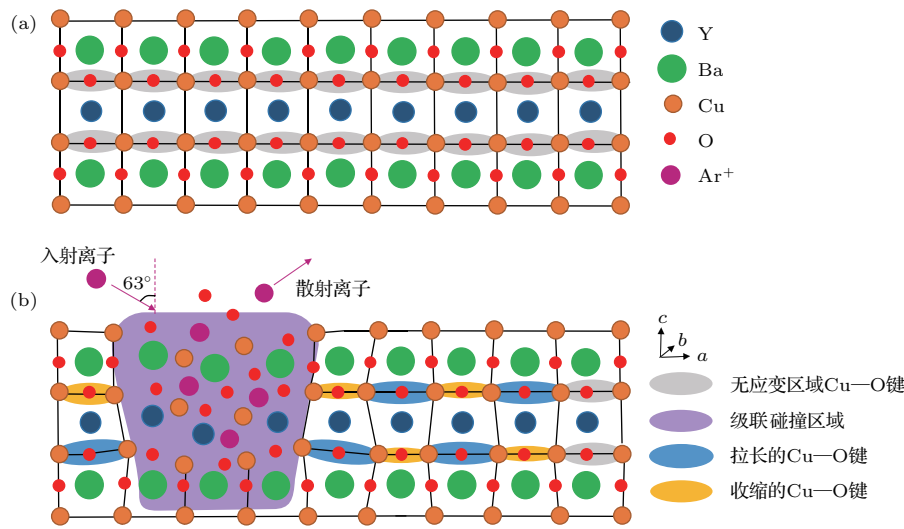 (a)
Y
Ba
Cu
O
Ar⁺
入射离子
63°
散射离子
(b)
c
b
a
无应变区域Cu—O键
级联碰撞区域
拉长的Cu—O键
收缩的Cu—O键